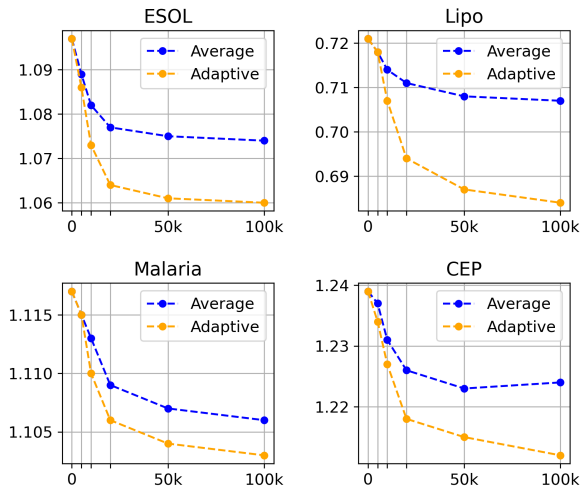 ESOL
Average
Adaptive
1.09
1.08
1.07
1.06
0
50k
100k
Lipo
Average
Adaptive
0.72
0.71
0.70
0.69
0
50k
100k
Malaria
Average
Adaptive
1.115
1.110
1.105
0
50k
100k
CEP
Average
Adaptive
1.24
1.23
1.22
0
50k
100k